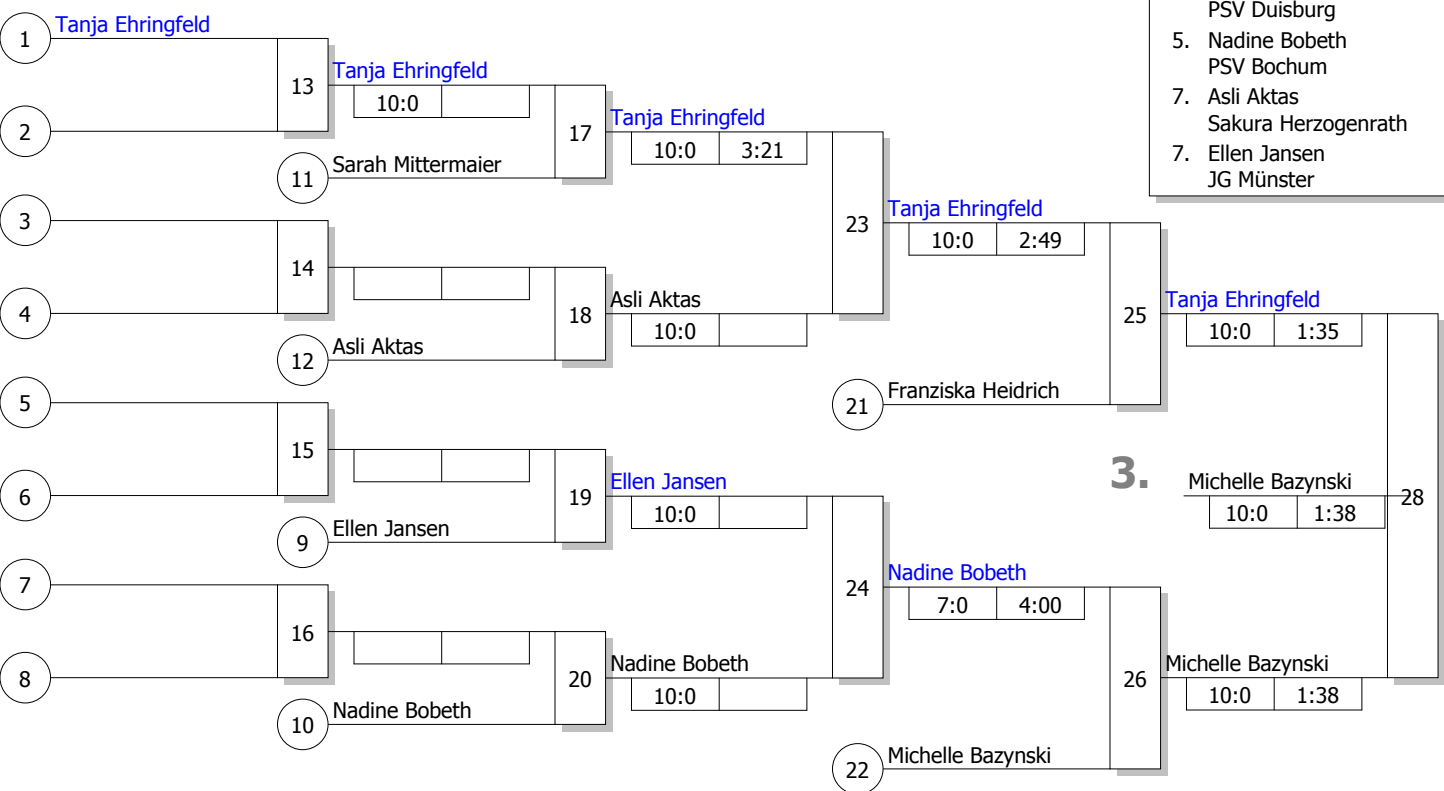 PSV Duisburg
5. Nadine Bobeth
PSV Bochum
7. Asli Aktas
Sakura Herzogenrath
7. Ellen Jansen
JG Münster
1 Tanja Ehringfeld
2
13 Tanja Ehringfeld
10:0
11 Sarah Mittermaier
17 Tanja Ehringfeld
10:0 3:21
3
4
14
12 Asli Aktas
18 Asli Aktas
10:0
23 Tanja Ehringfeld
10:0 2:49
21 Franziska Heidrich
25 Tanja Ehringfeld
10:0 1:35
5
6
15
9 Ellen Jansen
19 Ellen Jansen
10:0
3. Michelle Bazynski 28
10:0 1:38
7
8
16
10 Nadine Bobeth
20 Nadine Bobeth
10:0
24 Nadine Bobeth
7:0 4:00
22 Michelle Bazynski
26 Michelle Bazynski
10:0 1:38